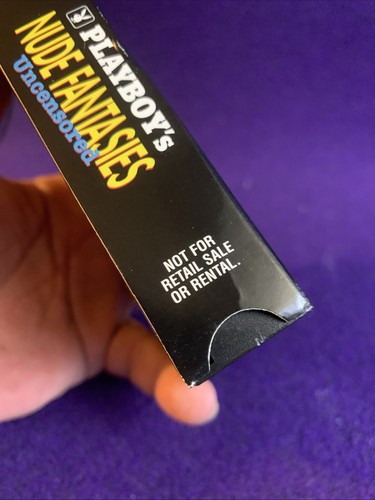 PLAYBOY's
NUDE FANTASIES
Uncensored
NOT FOR
RETAIL SALE
OR RENTAL.